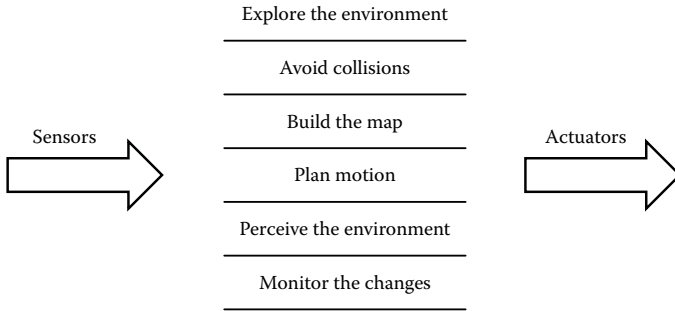 Explore the environment
Avoid collisions
Build the map
Sensors
Actuators
Plan motion
Perceive the environment
Monitor the changes